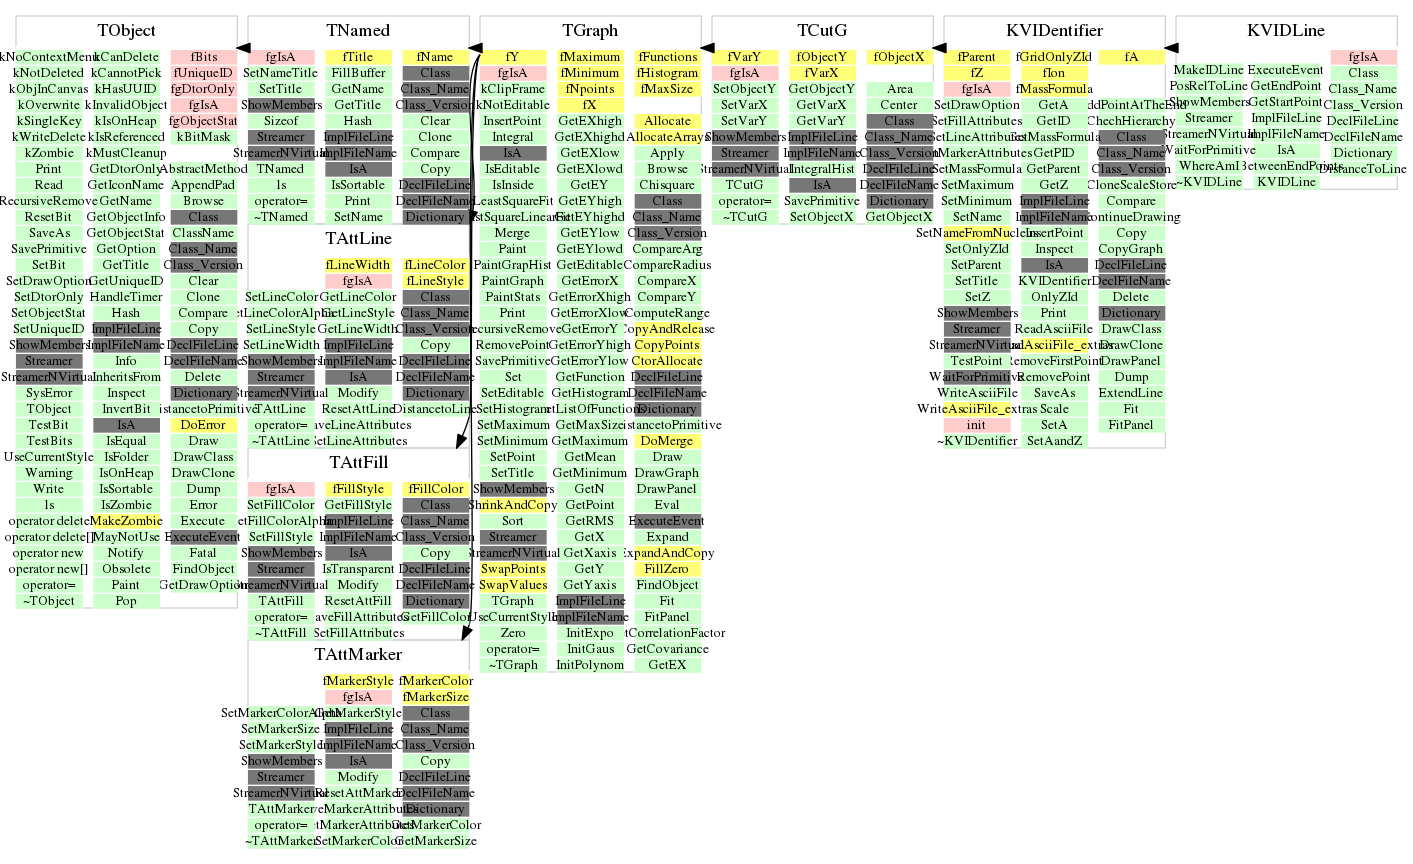 TObject
kNoContextMenu kCanDelete fBits
kNotDeleted kCannotPick fUniqueID
kObjInCanvas kHasUUID fgDtorOnly
kOverwrite kInvalidObject fgIsA
kSingleKey kIsOnHeap fgObjectStat
kWriteDelete kIsReferenced kBitMask
kZombie kMustCleanup
Print GetDtorOnly AbstractMethod
Read GetIconName AppendPad
RecursiveRemove GetName Browse
ResetBit GetObjectInfo Class
SaveAs GetObjectStat ClassName
SavePrimitive GetOption Class_Name
SetBit GetTitle Class_Version
SetDrawOption GetUniqueID Clear
SetDtorOnly HandleTimer Clone
SetObjectStat Hash Compare
SetUniqueID ImplFileLine Copy
ShowMembers ImplFileName DeclFileLine
Streamer Info DeclFileName
StreamerNVirtual InheritsFrom Delete
SysError Inspect Dictionary
TObject InvertBit istancetoPrimitive
TestBit IsA DoError
TestBits IsEqual Draw
UseCurrentStyle IsFolder DrawClass
Warning IsOnHeap DrawClone
Write IsSortable Dump
ls IsZombie Error
operator delete MakeZombie Execute
operator delete[] MayNotUse ExecuteEvent
operator new Notify Fatal
operator new[] Obsolete FindObject
operator= Paint GetDrawOption
~TObject Pop
TNamed
fgIsA fTitle fName
SetNameTitle FillBuffer Class
SetTitle GetName Class_Name
ShowMembers GetTitle Class_Version
Sizeof Hash Clear
Streamer ImplFileLine Clone
StreamerNVirtual ImplFileName Compare
TNamed IsA Copy
ls IsSortable DeclFileLine
operator= Print DeclFileName
~TNamed SetName Dictionary
TAttLine
fLineWidth fLineColor
fgIsA fLineStyle
SetLineColor GetLineColor Class
etLineColorAlpha GetLineStyle Class_Name
SetLineStyle GetLineWidth Class_Version
SetLineWidth ImplFileLine Copy
ShowMembers ImplFileName DeclFileLine
Streamer IsA DeclFileName
StreamerNVirtual Modify Dictionary
TAttLine ResetAttLine DistancetoLine
operator= aveLineAttributes
~TAttLine SetLineAttributes
TAttFill
fgIsA fFillStyle fFillColor
SetFillColor GetFillStyle Class
etFillColorAlpha ImplFileLine Class_Name
SetFillStyle ImplFileName Class_Version
ShowMembers IsA Copy
Streamer IsTransparent DeclFileLine
StreamerNVirtual Modify DeclFileName
TAttFill ResetAttFill Dictionary
operator= aveFillAttributes GetFillColor
~TAttFill SetFillAttributes
TAttMarker
fMarkerStyle fMarkerColor
fgIsA fMarkerSize
SetMarkerColorAlpha GetMarkerStyle Class
SetMarkerSize ImplFileLine Class_Name
SetMarkerStyle ImplFileName Class_Version
ShowMembers IsA Copy
Streamer Modify DeclFileLine
StreamerNVirtual ResetAttMarker DeclFileName
TAttMarker veMarkerAttributes Dictionary
operator= etMarkerAttributes GetMarkerColor
~TAttMarker SetMarkerColor GetMarkerSize
TGraph
fY fMaximum fFunctions
fgIsA fMinimum fHistogram
kClipFrame fNpoints fMaxSize
kNotEditable fX
InsertPoint GetEXhigh Allocate
Integral GetEXhighd AllocateArrays
IsA GetEXlow Apply
IsEditable GetEXlowd Browse
IsInside GetEY Chisquare
LeastSquareFit GetEYhigh Class
GetEYhighd Class_Name
Merge GetEYlow Class_Version
Paint GetEYlowd CompareArg
PaintGrapHist GetEditable CompareRadius
PaintGraph GetErrorX CompareX
PaintStats GetErrorXhigh CompareY
Print GetErrorXlow ComputeRange
ecursiveRemove GetErrorY CopyAndRelease
RemovePoint GetErrorYhigh CopyPoints
SavePrimitive GetErrorYlow CtorAllocate
Set GetFunction DeclFileLine
SetEditable GetHistogram DeclFileName
SetHistogram etListOfFunctions Dictionary
SetMaximum GetMaxSize istancetoPrimitive
SetMinimum GetMaximum DoMerge
SetPoint GetMean Draw
SetTitle GetMinimum DrawGraph
ShowMembers GetN DrawPanel
ShrinkAndCopy GetPoint Eval
Sort GetRMS ExecuteEvent
Streamer GetX Expand
StreamerNVirtual GetXaxis ExpandAndCopy
SwapPoints GetY FillZero
SwapValues GetYaxis FindObject
TGraph ImplFileLine Fit
UseCurrentStyle ImplFileName FitPanel
Zero InitExpo tCorrelationFactor
operator= InitGaus GetCovariance
~TGraph InitPolynom GetEX
TCutG
fVarY fObjectY fObjectX
fgIsA fVarX
SetObjectY GetObjectY Area
SetVarX GetVarX Center
SetVarY GetVarY Class
ShowMembers ImplFileLine Class_Name
Streamer ImplFileName Class_Version
StreamerNVirtual IntegralHist DeclFileLine
TCutG IsA DeclFileName
operator= SavePrimitive Dictionary
~TCutG SetObjectX GetObjectX
KVIDentifier
fParent fGridOnlyZId fA
fZ fIon
fgIsA fMassFormula
SetDrawOption GetA ddPointAtTheEnd
SetFillAttributes GetID ChechHierarchy
SetLineAttributes GetMassFormula Class
MarkerAttributes GetPID Class_Name
SetMassFormula GetParent Class_Version
SetMaximum GetZ CloneScaleStore
SetMinimum ImplFileLine Compare
SetName ImplFileName ContinueDrawing
SetNameFromNucleus InsertPoint Copy
SetOnlyZId Inspect CopyGraph
SetParent IsA DeclFileLine
SetTitle KVIDentifier DeclFileName
SetZ OnlyZId Delete
ShowMembers Print Dictionary
Streamer ReadAsciiFile DrawClass
StreamerNVirtual dAsciiFile_extras DrawClone
TestPoint RemoveFirstPoint DrawPanel
WaitForPrimitive RemovePoint Dump
WriteAsciiFile SaveAs ExtendLine
WriteAsciiFile_extras Scale Fit
init SetA FitPanel
~KVIDentifier SetAandZ
KVIDLine
fgIsA
MakeIDLine ExecuteEvent Class
PosRelToLine GetEndPoint Class_Name
ShowMembers GetStartPoint Class_Version
Streamer ImplFileLine DeclFileLine
StreamerNVirtual ImplFileName DeclFileName
WaitForPrimitive IsA Dictionary
WhereAmI BetweenEndPoints DistanceToLine
~KVIDLine KVIDLine